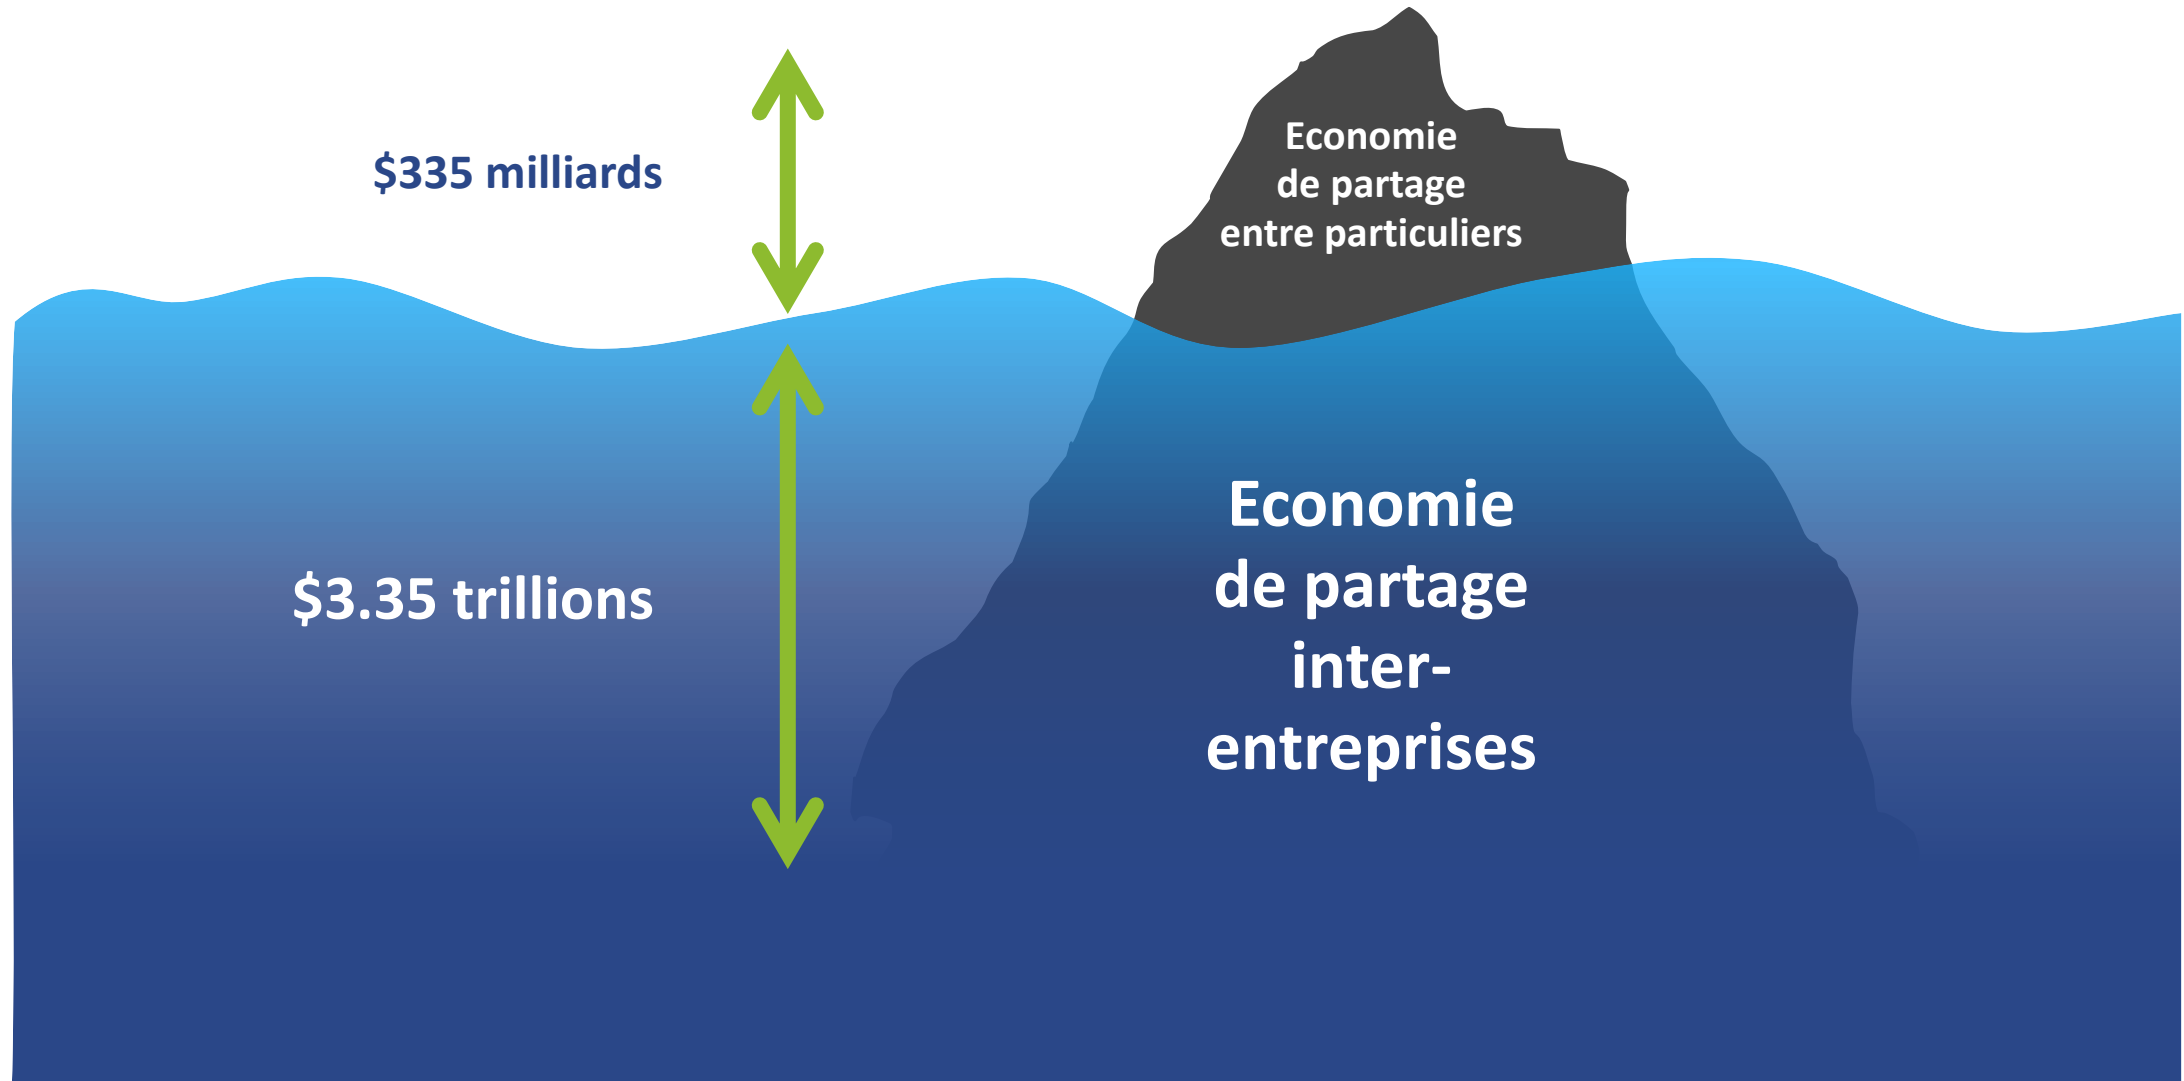 $335 milliards
Economie
de partage
entre particuliers
$3.35 trillions
Economie
de partage
inter-
entreprises